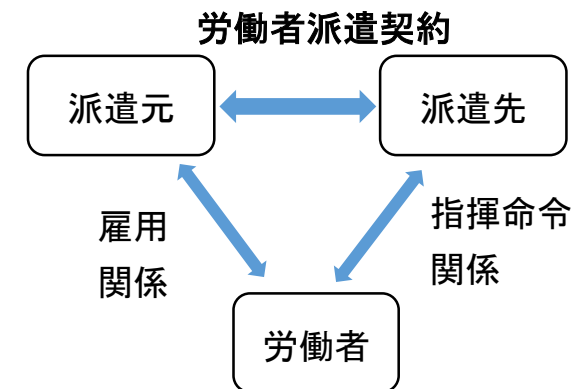 労働者派遣契約
派遣元
派遣先
雇用
関係
指揮命令
関係
労働者